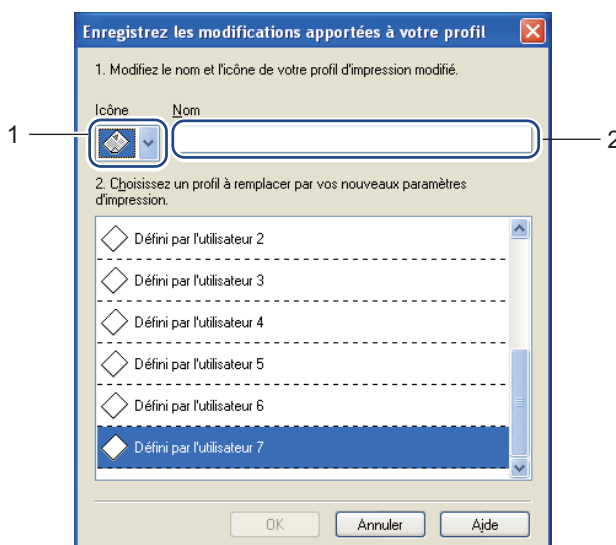 Enregistrez les modifications apportées à votre profil
1. Modifiez le nom et l'icône de votre profil d'impression modifié.
Icône Nom
1
2
2. Choisissez un profil à remplacer par vos nouveaux paramètres
d'impression.
Défini par l'utilisateur 2
Défini par l'utilisateur 3
Défini par l'utilisateur 4
Défini par l'utilisateur 5
Défini par l'utilisateur 6
Défini par l'utilisateur 7
OK Annuler Aide